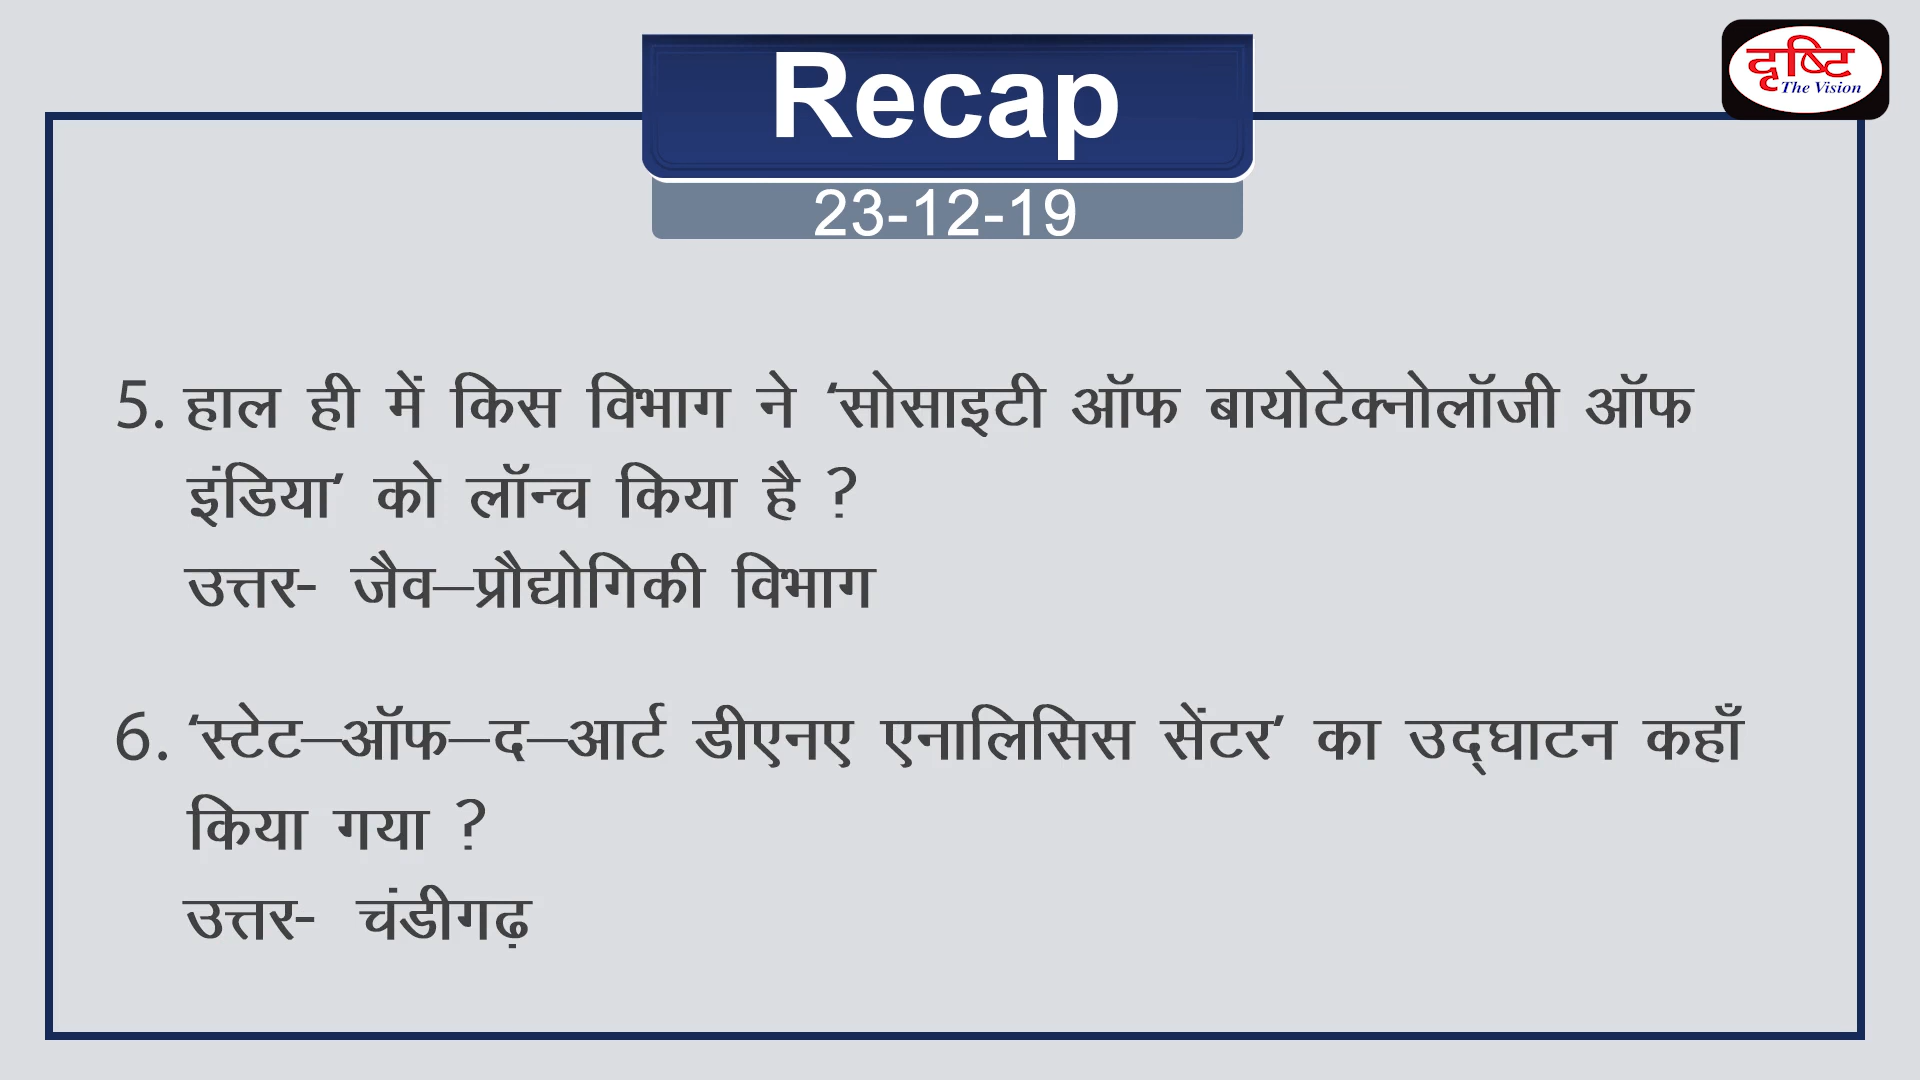 Recap
दृष्टि
The Vision
23-12-19
5. हाल ही में किस विभाग ने ‘सोसाइटी ऑफ बायोटेक्नोलॉजी ऑफ
इंडिया’ को लॉन्च किया है ?
उत्तर- जैव–प्रौद्योगिकी विभाग
6. ‘स्टेट–ऑफ–द–आर्ट डीएनए एनालिसिस सेंटर’ का उद्‌घाटन कहाँ
किया गया ?
उत्तर- चंडीगढ़